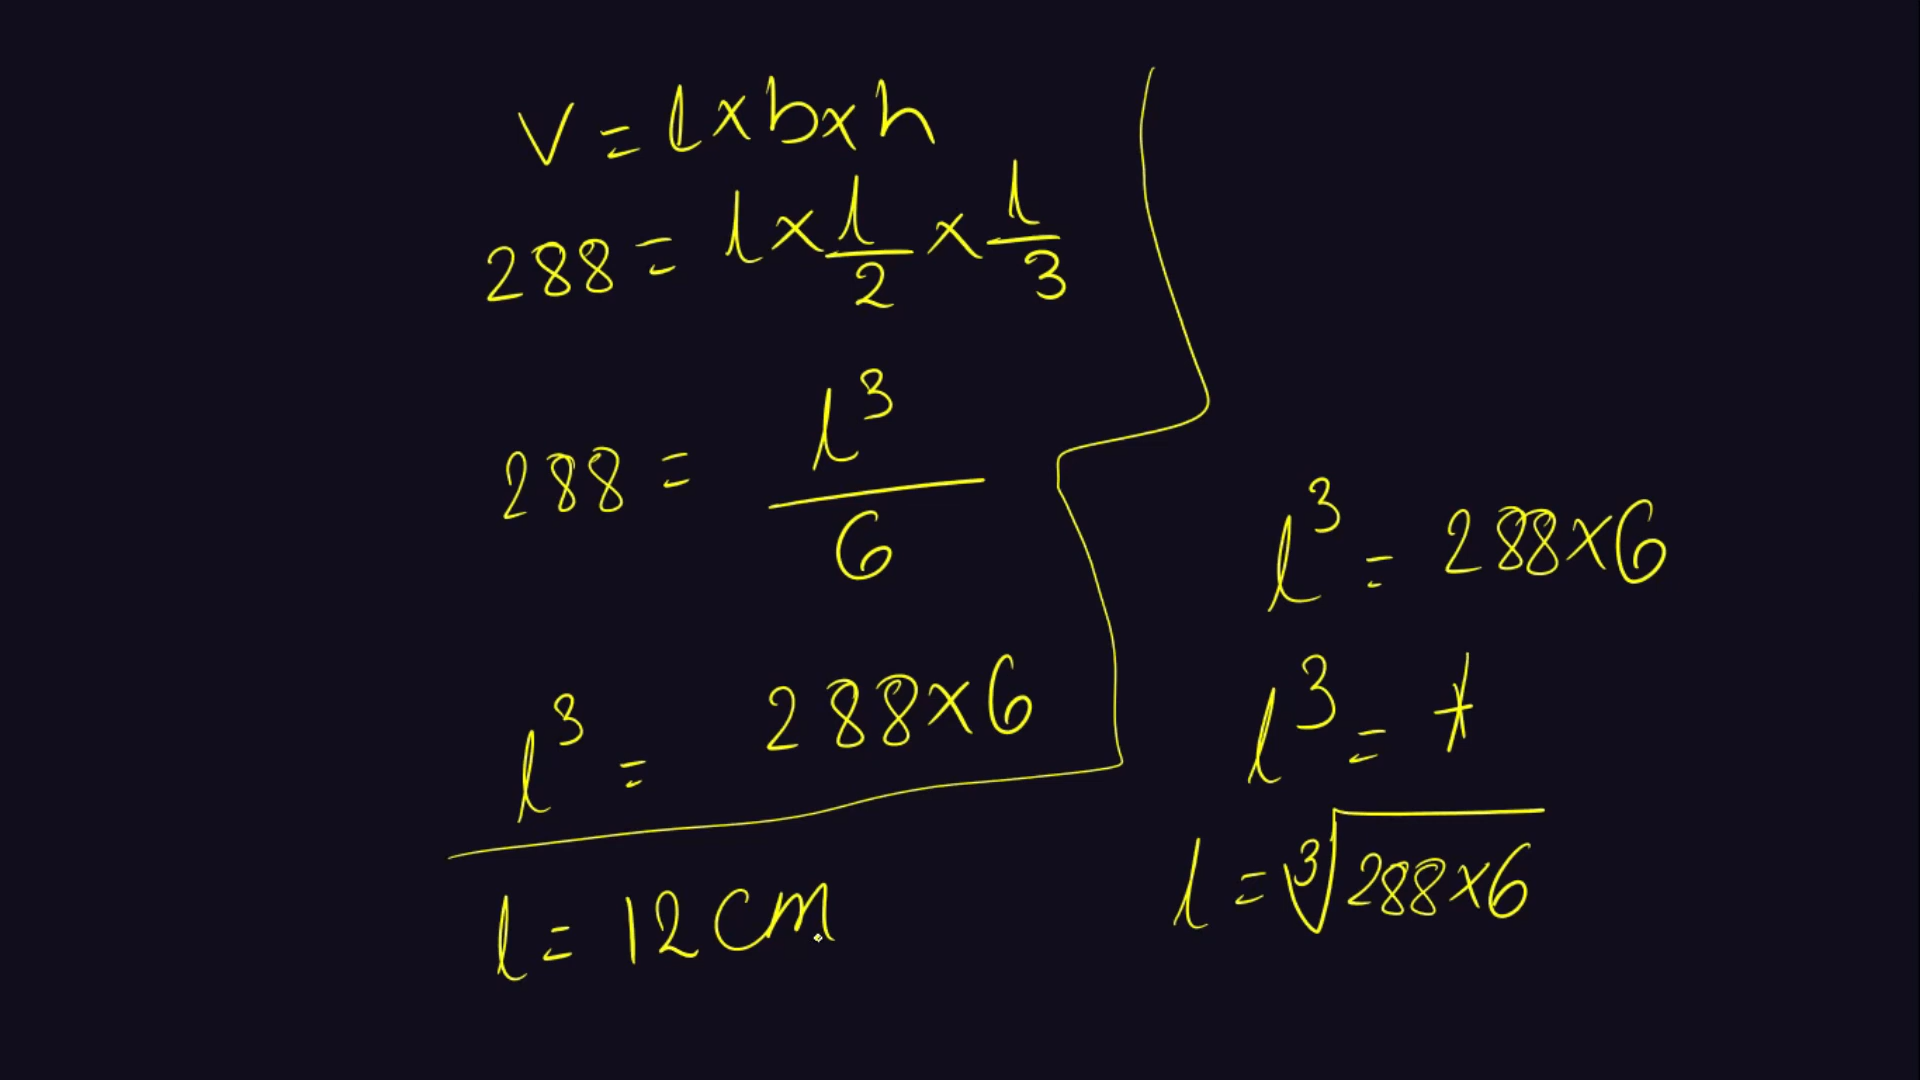 V = l × b × h
288 = l × l/2 × l/3
288 = l³/6
l³ = 288 × 6
l = 12 cm
l³ = 288 × 6
l³ =
l = ∛288 × 6